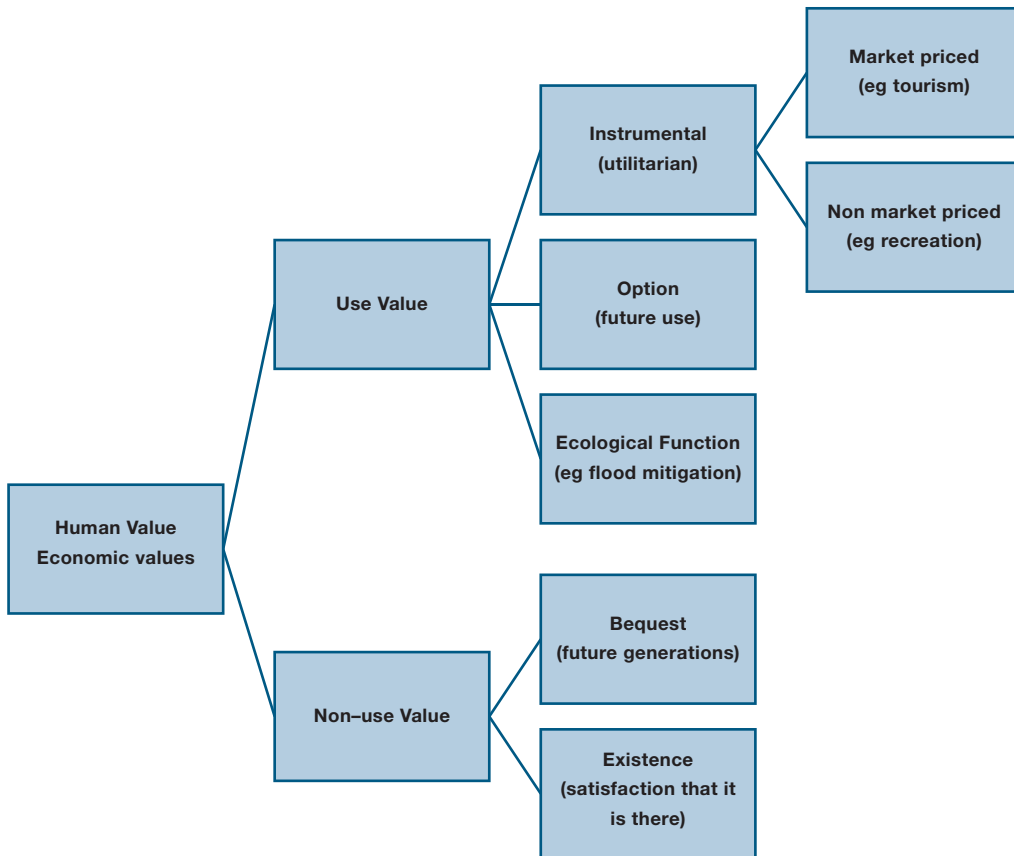 Market priced
(eg tourism)
Instrumental
(utilitarian)
Non market priced
(eg recreation)
Use Value
Option
(future use)
Ecological Function
(eg flood mitigation)
Human Value
Economic values
Bequest
(future generations)
Non–use Value
Existence
(satisfaction that it
is there)